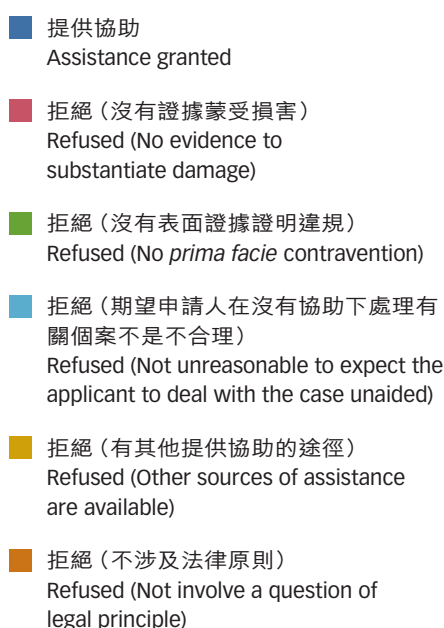 提供協助
Assistance granted
拒絕（沒有證據蒙受損害）
Refused (No evidence to
substantiate damage)
拒絕（沒有表面證據證明違規）
Refused (No prima facie contravention)
拒絕（期望申請人在沒有協助下處理有
關個案不是不合理）
Refused (Not unreasonable to expect the
applicant to deal with the case unaided)
拒絕（有其他提供協助的途徑）
Refused (Other sources of assistance
are available)
拒絕（不涉及法律原則）
Refused (Not involve a question of
legal principle)